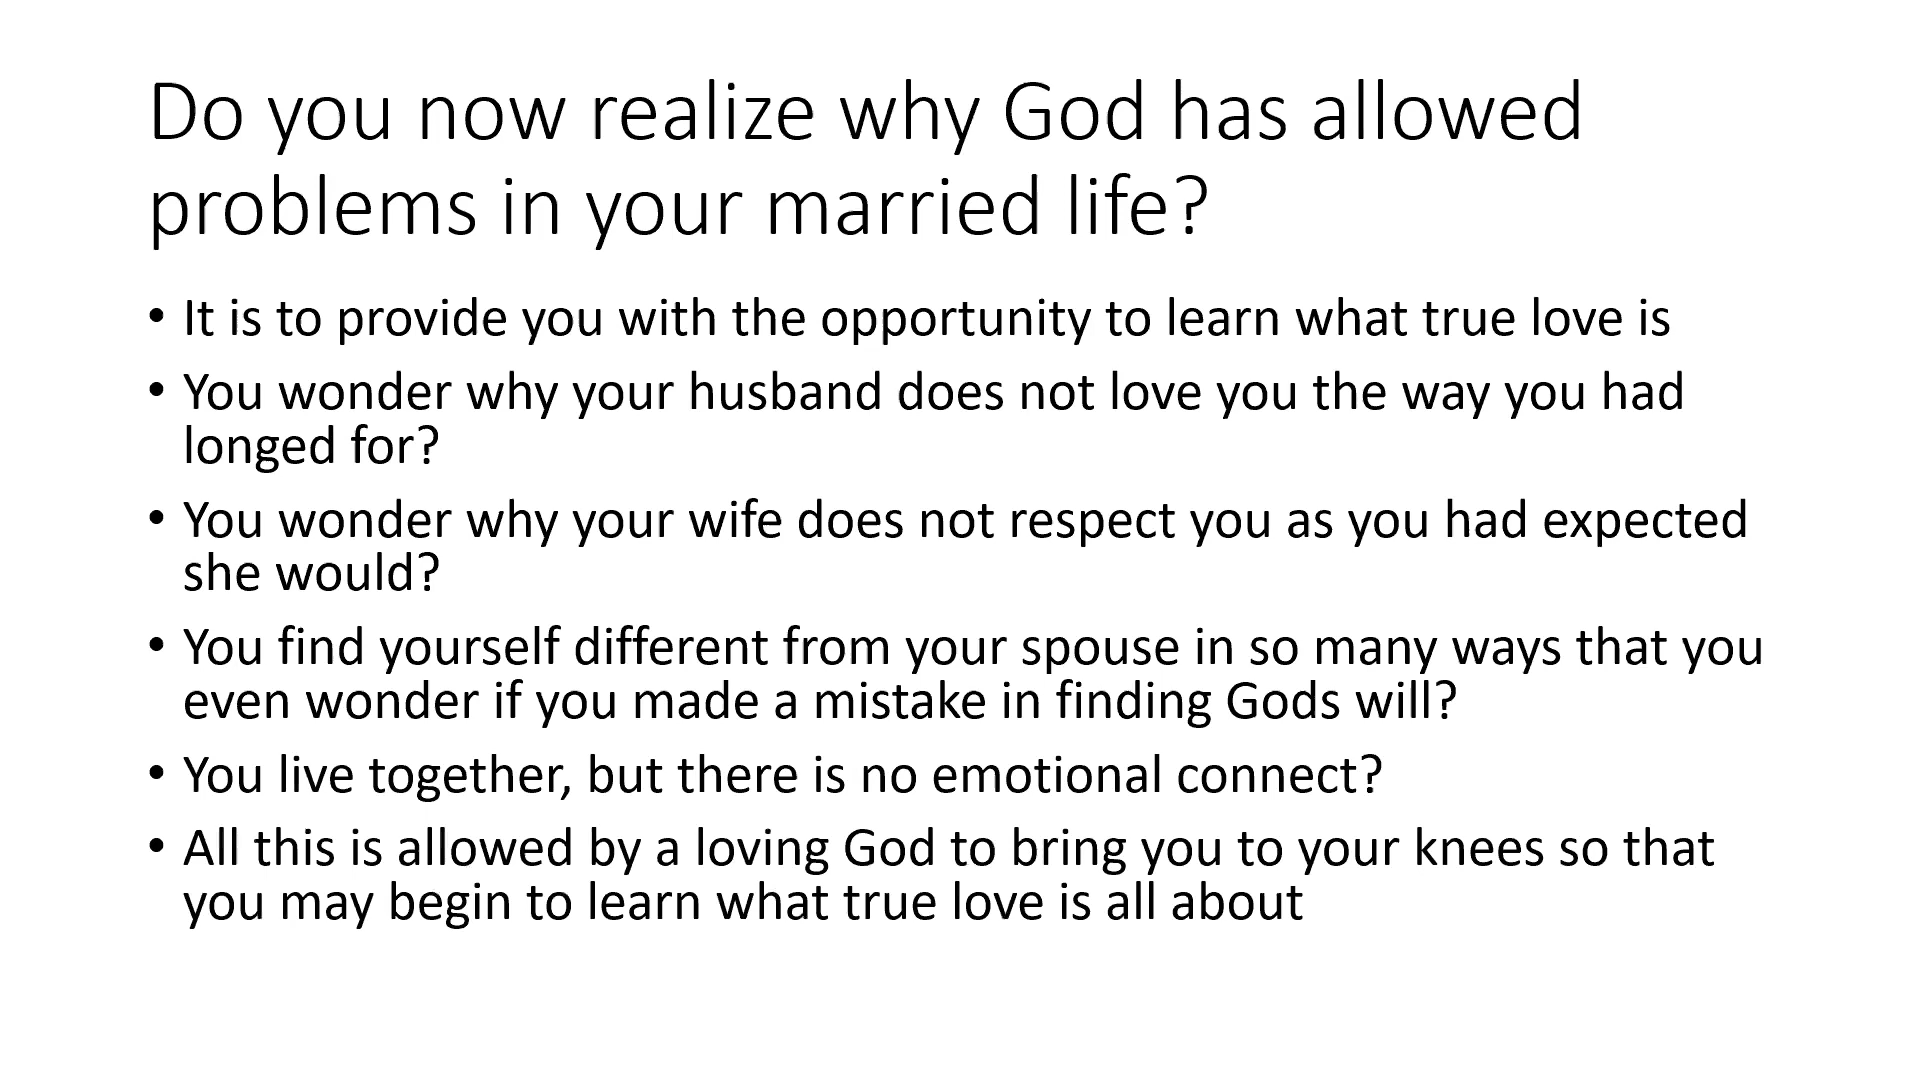 Do you now realize why God has allowed
problems in your married life?
• It is to provide you with the opportunity to learn what true love is
• You wonder why your husband does not love you the way you had
longed for?
• You wonder why your wife does not respect you as you had expected
she would?
• You find yourself different from your spouse in so many ways that you
even wonder if you made a mistake in finding Gods will?
• You live together, but there is no emotional connect?
• All this is allowed by a loving God to bring you to your knees so that
you may begin to learn what true love is all about